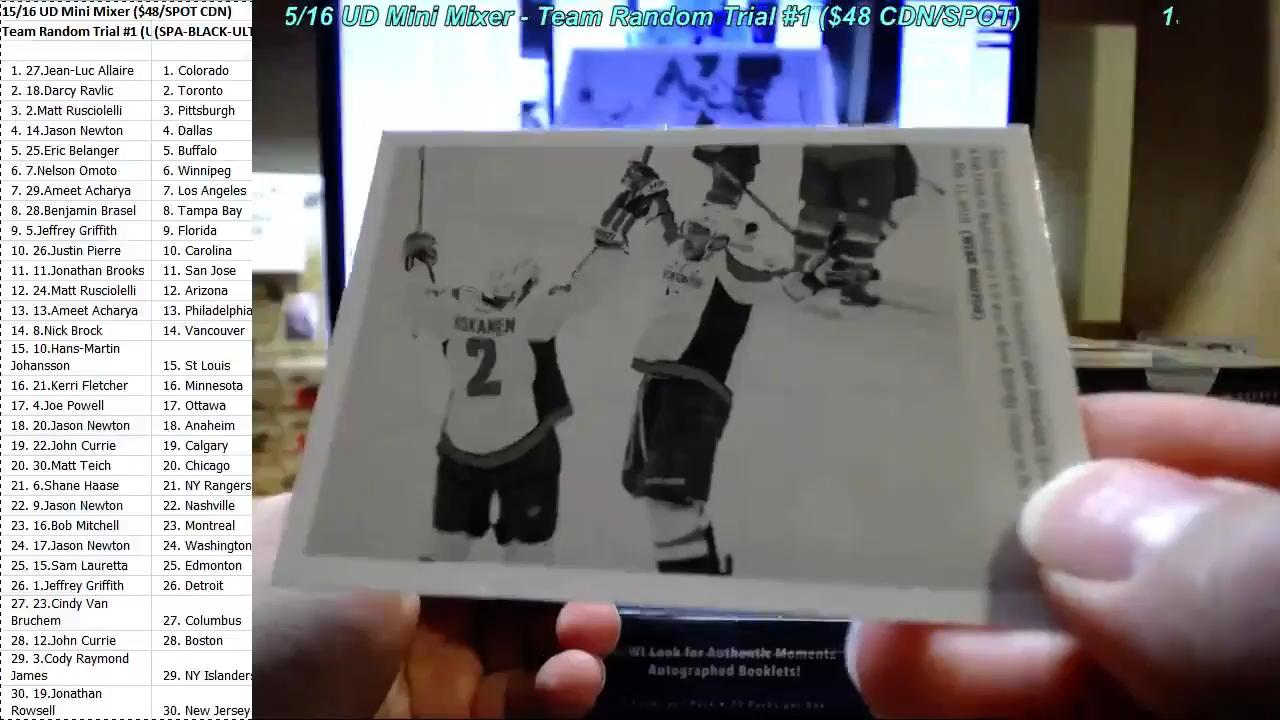 15/16 UD Mini Mixer ($48/SPOT CDN)
Team Random Trial #1 (U (SPA-BLACK-ULT
1. 27.Jean-Luc Allaire 1. Colorado
2. 18.Darcy Ravlic 2. Toronto
3. 2.Matt Rusciolelli 3. Pittsburgh
4. 14.Jason Newton 4. Dallas
5. 25.Eric Belanger 5. Buffalo
6. 7.Nelson Omoto 6. Winnipeg
7. 29.Ameet Acharya 7. Los Angeles
8. 28.Benjamin Brasel 8. Tampa Bay
9. 5.Jeffrey Griffith 9. Florida
10. 26.Justin Pierre 10. Carolina
11. 11.Jonathan Brooks 11. San Jose
12. 24.Matt Rusciolelli 12. Arizona
13. 13.Ameet Acharya 13. Philadelphia
14. 8.Nick Brock 14. Vancouver
15. 10.Hans-Martin
Johansson 15. St Louis
16. 21.Kerri Fletcher 16. Minnesota
17. 4.Joe Powell 17. Ottawa
18. 20.Jason Newton 18. Anaheim
19. 22.John Currie 19. Calgary
20. 30.Matt Teich 20. Chicago
21. 6.Shane Haase 21. NY Rangers
22. 9.Jason Newton 22. Nashville
23. 16.Bob Mitchell 23. Montreal
24. 17.Jason Newton 24. Washington
25. 15.Sam Lauretta 25. Edmonton
26. 1.Jeffrey Griffith 26. Detroit
27. 23.Cindy Van
Bruchem 27. Columbus
28. 12.John Currie 28. Boston
29. 3.Cody Raymond
James 29. NY Islanders
30. 19.Jonathan
Rowsell 30. New Jersey
5/16 UD Mini Mixer - Team Random Trial #1 ($48 CDN/SPOT) 1
2
Look for Authentic Moments
Autographed Booklets!